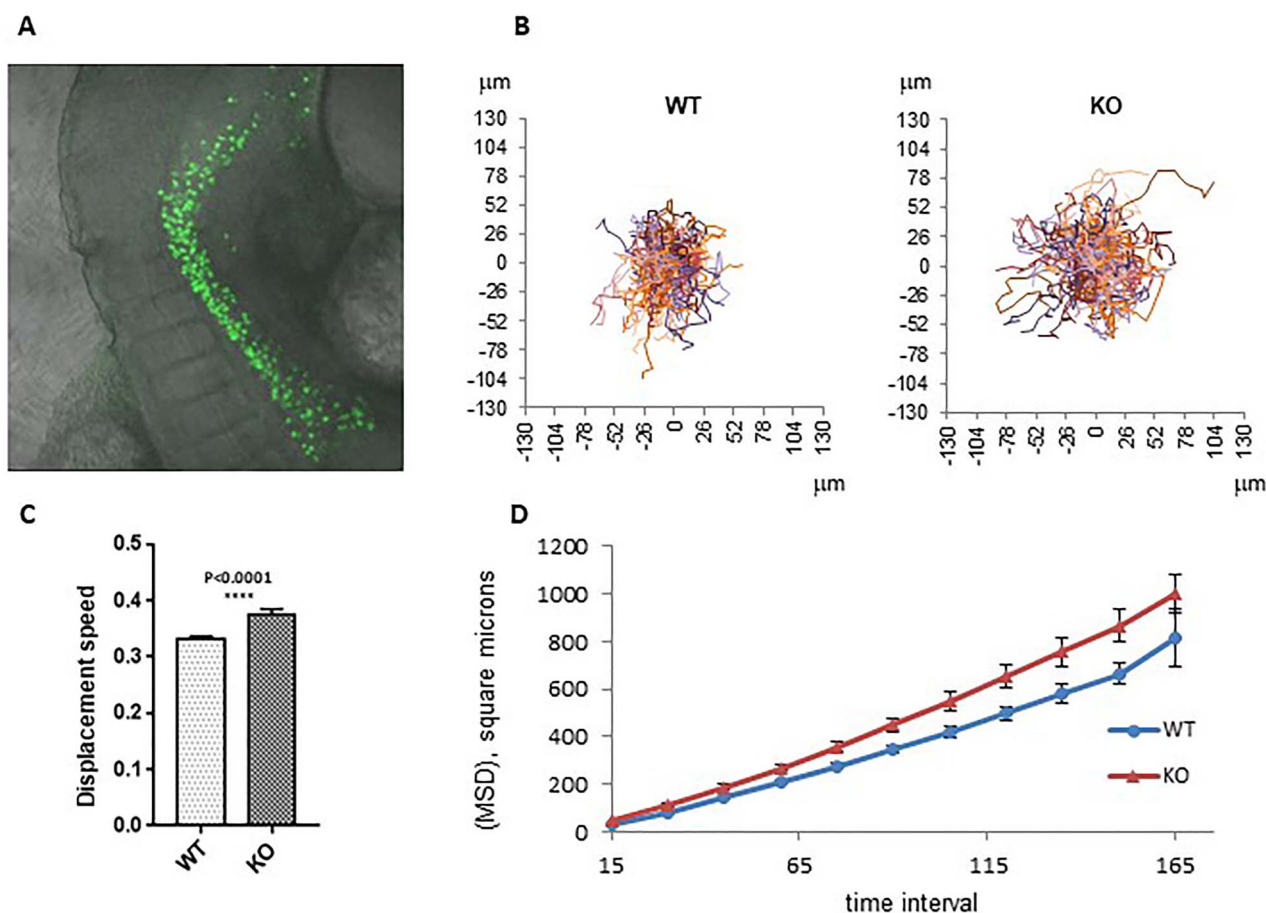 A
B
μm
WT
130
104
78
52
26
0
-26
-52
-78
-104
-130
-130 -104 -78 -52 -26 0 26 52 78 104 130
μm
μm
KO
130
104
78
52
26
0
-26
-52
-78
-104
-130
-130 -104 -78 -52 -26 0 26 52 78 104 130
μm
C
Displacement speed
0.5
0.4
0.3
0.2
0.1
0.0
P<0.0001
****
WT
KO
D
(MSD), square microns
1200
1000
800
600
400
200
0
15 65 115 165
time interval
WT
KO